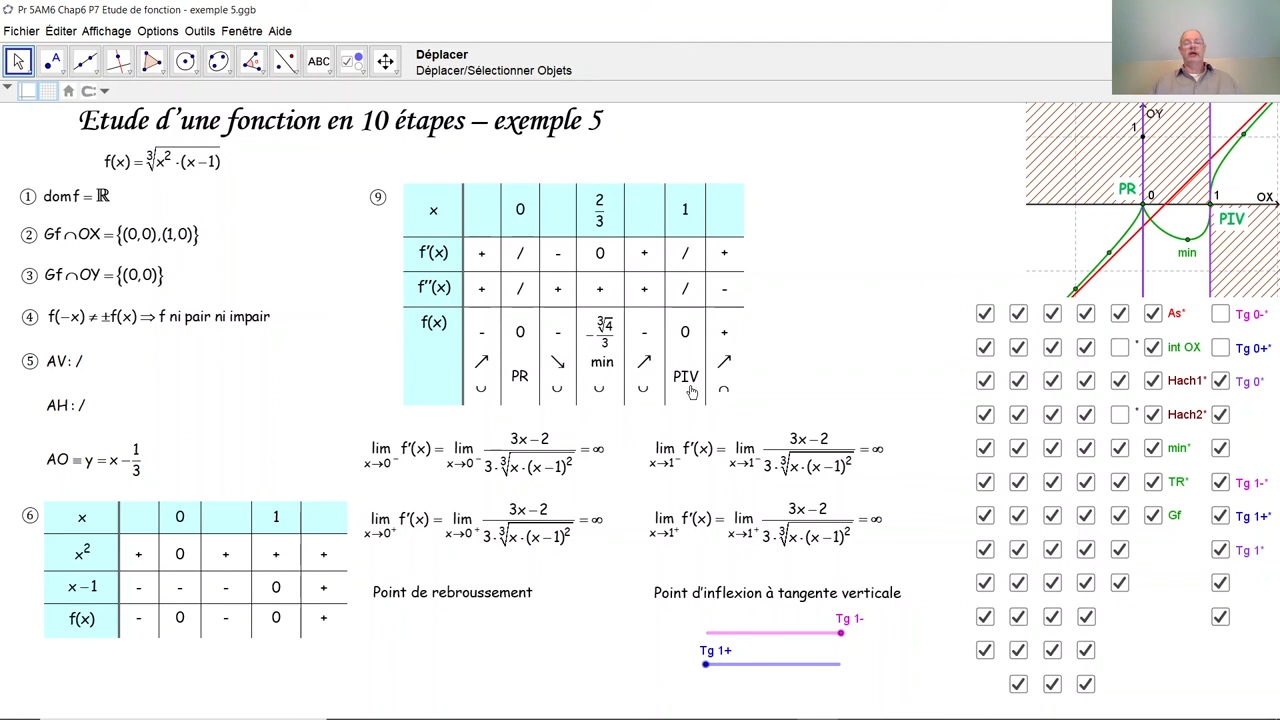 Pr 5AM6 Chap6 P7 Etude de fonction - exemple 5.ggb
Fichier Éditer Affichage Options Outils Fenêtre Aide
ABC
Déplacer
Déplacer/Sélectionner Objets
Etude d'une fonction en 10 étapes – exemple 5
f(x) = ∛(x² · (x − 1))
① dom f = ℝ
② Gf ∩ OX = {(0,0),(1,0)}
③ Gf ∩ OY = {(0,0)}
④ f(−x) ≠ ±f(x) ⇒ f ni pair ni impair
⑤ AV : /
AH : /
AO ≡ y = x − 1/3
⑥ x 0 1
x² + 0 + + +
x−1 - - - 0 +
f(x) - 0 - 0 +
⑨ x 0 2/3 1
f'(x) + / - 0 + / +
f''(x) + / + + + / -
f(x) - 0 - −∛4/3 - 0 +
↗ ↘ min ↗ ↗
PR PIV
∪ ∪ ∪ ∪ ∩
lim x→0⁻ f'(x) = lim x→0⁻ (3x−2)/(3·∛(x·(x−1)²)) = ∞
lim x→1⁻ f'(x) = lim x→1⁻ (3x−2)/(3·∛(x·(x−1)²)) = ∞
lim x→0⁺ f'(x) = lim x→0⁺ (3x−2)/(3·∛(x·(x−1)²)) = ∞
lim x→1⁺ f'(x) = lim x→1⁺ (3x−2)/(3·∛(x·(x−1)²)) = ∞
Point de rebroussement
Point d'inflexion à tangente verticale
Tg 1-
Tg 1+
OY
1
PR 0 1 OX
PIV
min
As* Tg 0-*
* int OX Tg 0+*
Hach1* Tg 0*
* Hach2*
min*
TR* Tg 1-*
Gf Tg 1+*
Tg 1*